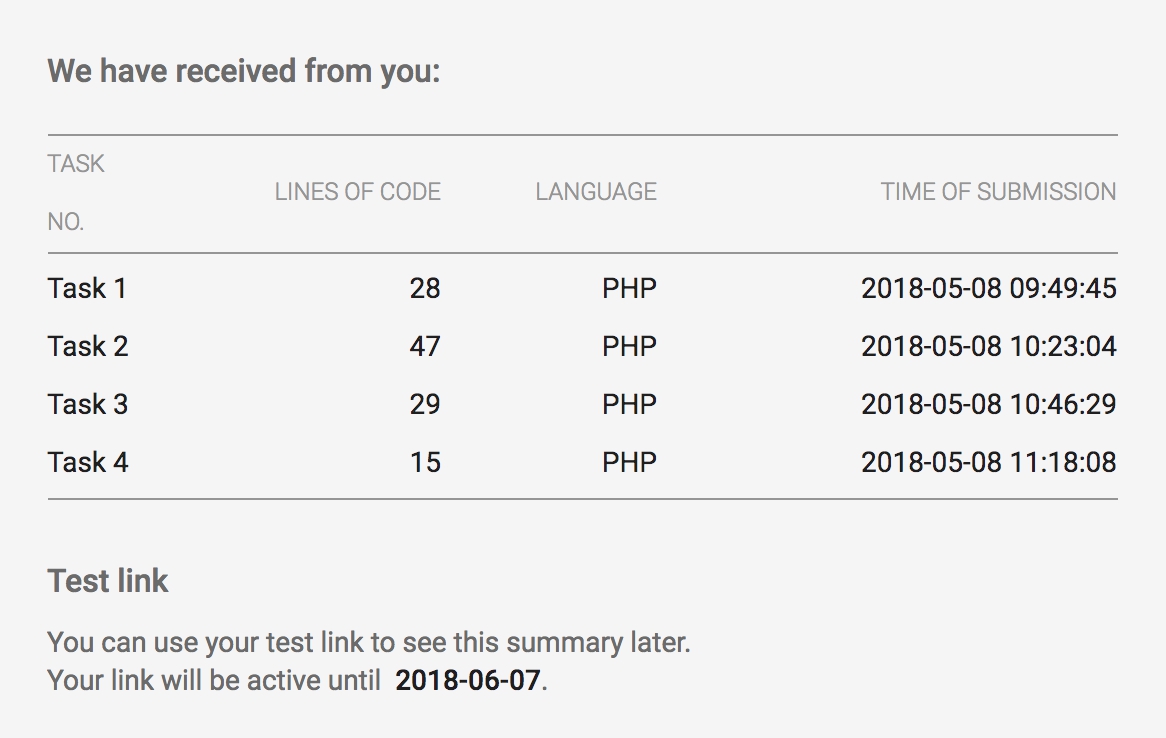 We have received from you:
TASK NO. LINES OF CODE LANGUAGE TIME OF SUBMISSION
Task 1 28 PHP 2018-05-08 09:49:45
Task 2 47 PHP 2018-05-08 10:23:04
Task 3 29 PHP 2018-05-08 10:46:29
Task 4 15 PHP 2018-05-08 11:18:08
Test link
You can use your test link to see this summary later.
Your link will be active until 2018-06-07.